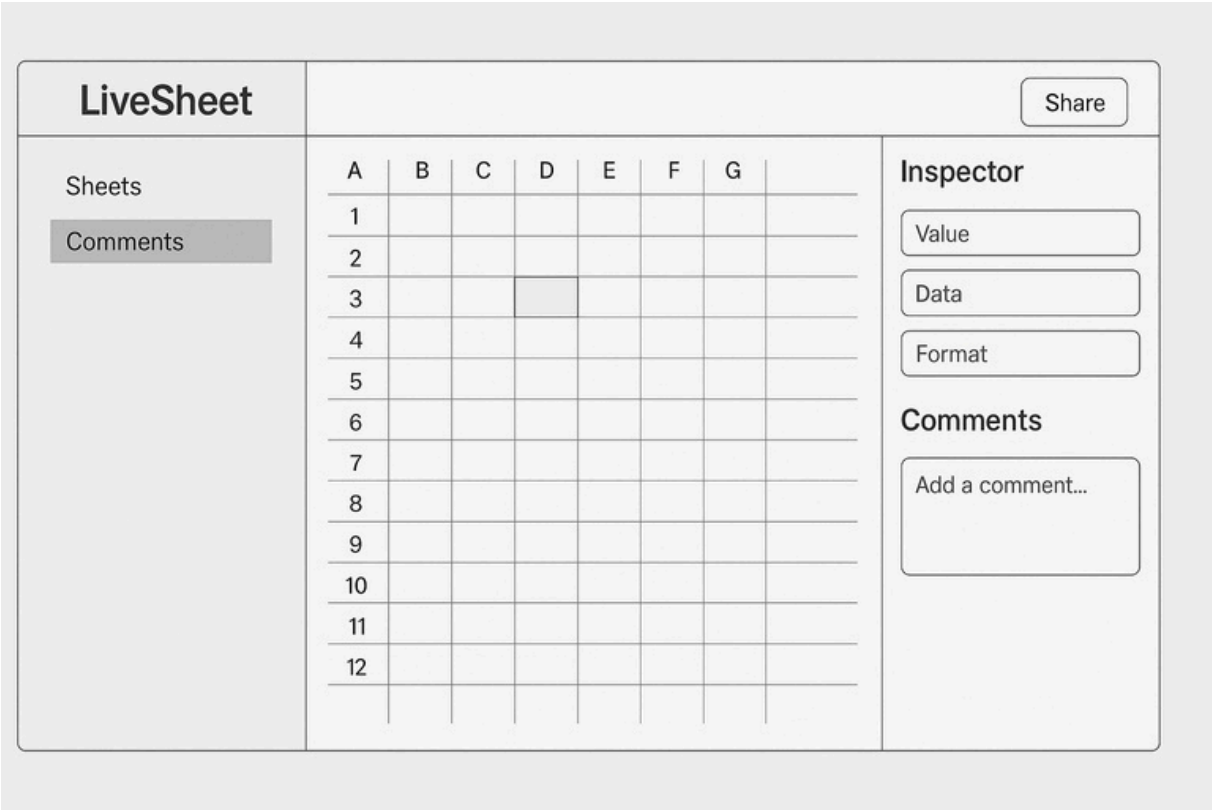 LiveSheet
Share
Sheets
Comments
A B C D E F G
1
2
3
4
5
6
7
8
9
10
11
12
Inspector
Value
Data
Format
Comments
Add a comment...